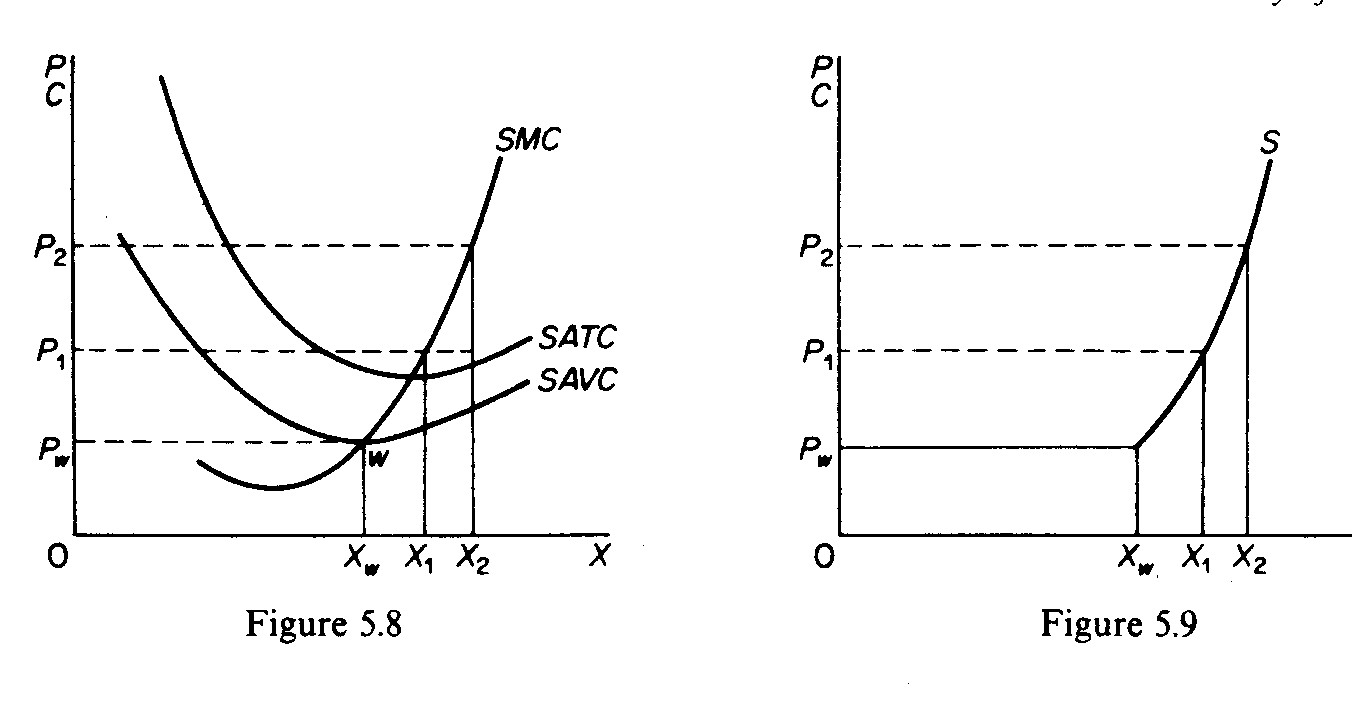 P
C
SMC
P2
P1
SATC
SAVC
Pw
w
O
Xw X1 X2 X
Figure 5.8
P
C
S
P2
P1
Pw
O
Xw X1 X2
Figure 5.9